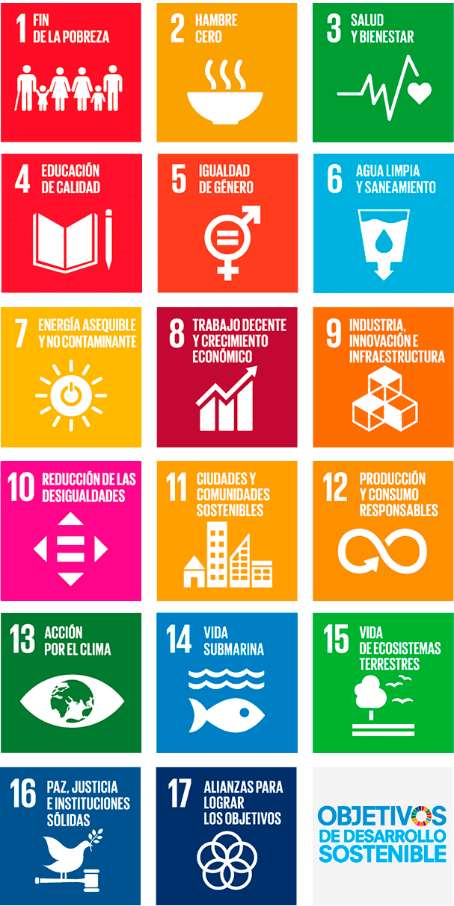 1 FIN
DE LA POBREZA
2 HAMBRE
CERO
3 SALUD
Y BIENESTAR
4 EDUCACIÓN
DE CALIDAD
5 IGUALDAD
DE GÉNERO
6 AGUA LIMPIA
Y SANEAMIENTO
7 ENERGÍA ASEQUIBLE
Y NO CONTAMINANTE
8 TRABAJO DECENTE
Y CRECIMIENTO
ECONÓMICO
9 INDUSTRIA,
INNOVACIÓN E
INFRAESTRUCTURA
10 REDUCCIÓN DE LAS
DESIGUALDADES
11 CIUDADES Y
COMUNIDADES
SOSTENIBLES
12 PRODUCCIÓN
Y CONSUMO
RESPONSABLES
13 ACCIÓN
POR EL CLIMA
14 VIDA
SUBMARINA
15 VIDA
DE ECOSISTEMAS
TERRESTRES
16 PAZ, JUSTICIA
E INSTITUCIONES
SÓLIDAS
17 ALIANZAS PARA
LOGRAR
LOS OBJETIVOS
OBJETIVOS
DE DESARROLLO
SOSTENIBLE